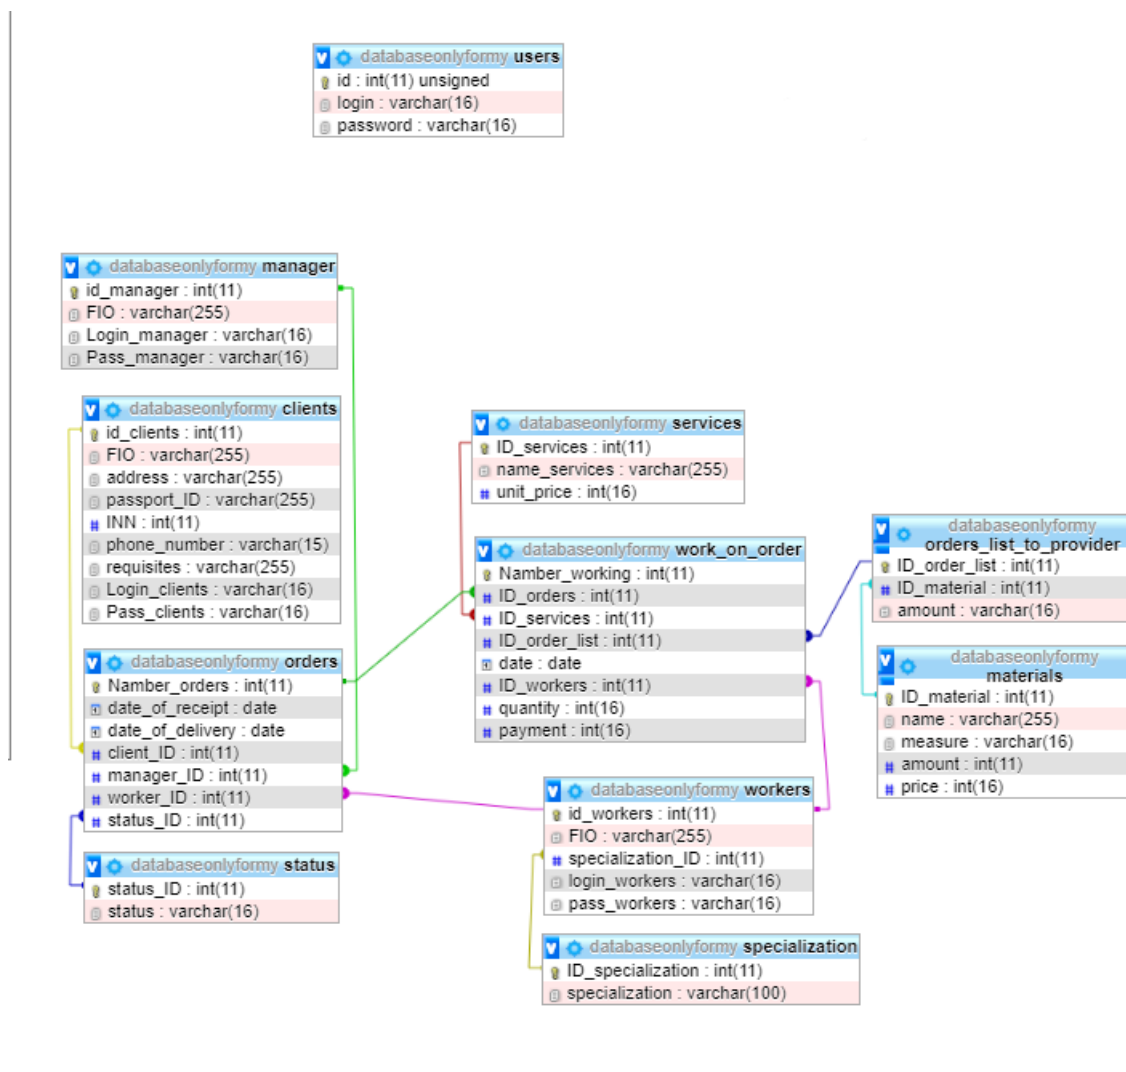 databaseonlyformy users
id : int(11) unsigned
login : varchar(16)
password : varchar(16)
databaseonlyformy manager
id_manager : int(11)
FIO : varchar(255)
Login_manager : varchar(16)
Pass_manager : varchar(16)
databaseonlyformy clients
id_clients : int(11)
FIO : varchar(255)
address : varchar(255)
passport_ID : varchar(255)
INN : int(11)
phone_number : varchar(15)
requisites : varchar(255)
Login_clients : varchar(16)
Pass_clients : varchar(16)
databaseonlyformy orders
Namber_orders : int(11)
date_of_receipt : date
date_of_delivery : date
client_ID : int(11)
manager_ID : int(11)
worker_ID : int(11)
status_ID : int(11)
databaseonlyformy status
status_ID : int(11)
status : varchar(16)
databaseonlyformy services
ID_services : int(11)
name_services : varchar(255)
unit_price : int(16)
databaseonlyformy work_on_order
Namber_working : int(11)
ID_orders : int(11)
ID_services : int(11)
ID_order_list : int(11)
date : date
ID_workers : int(11)
quantity : int(16)
payment : int(16)
databaseonlyformy workers
id_workers : int(11)
FIO : varchar(255)
specialization_ID : int(11)
login_workers : varchar(16)
pass_workers : varchar(16)
databaseonlyformy specialization
ID_specialization : int(11)
specialization : varchar(100)
databaseonlyformy
orders_list_to_provider
ID_order_list : int(11)
ID_material : int(11)
amount : varchar(16)
databaseonlyformy
materials
ID_material : int(11)
name : varchar(255)
measure : varchar(16)
amount : int(11)
price : int(16)